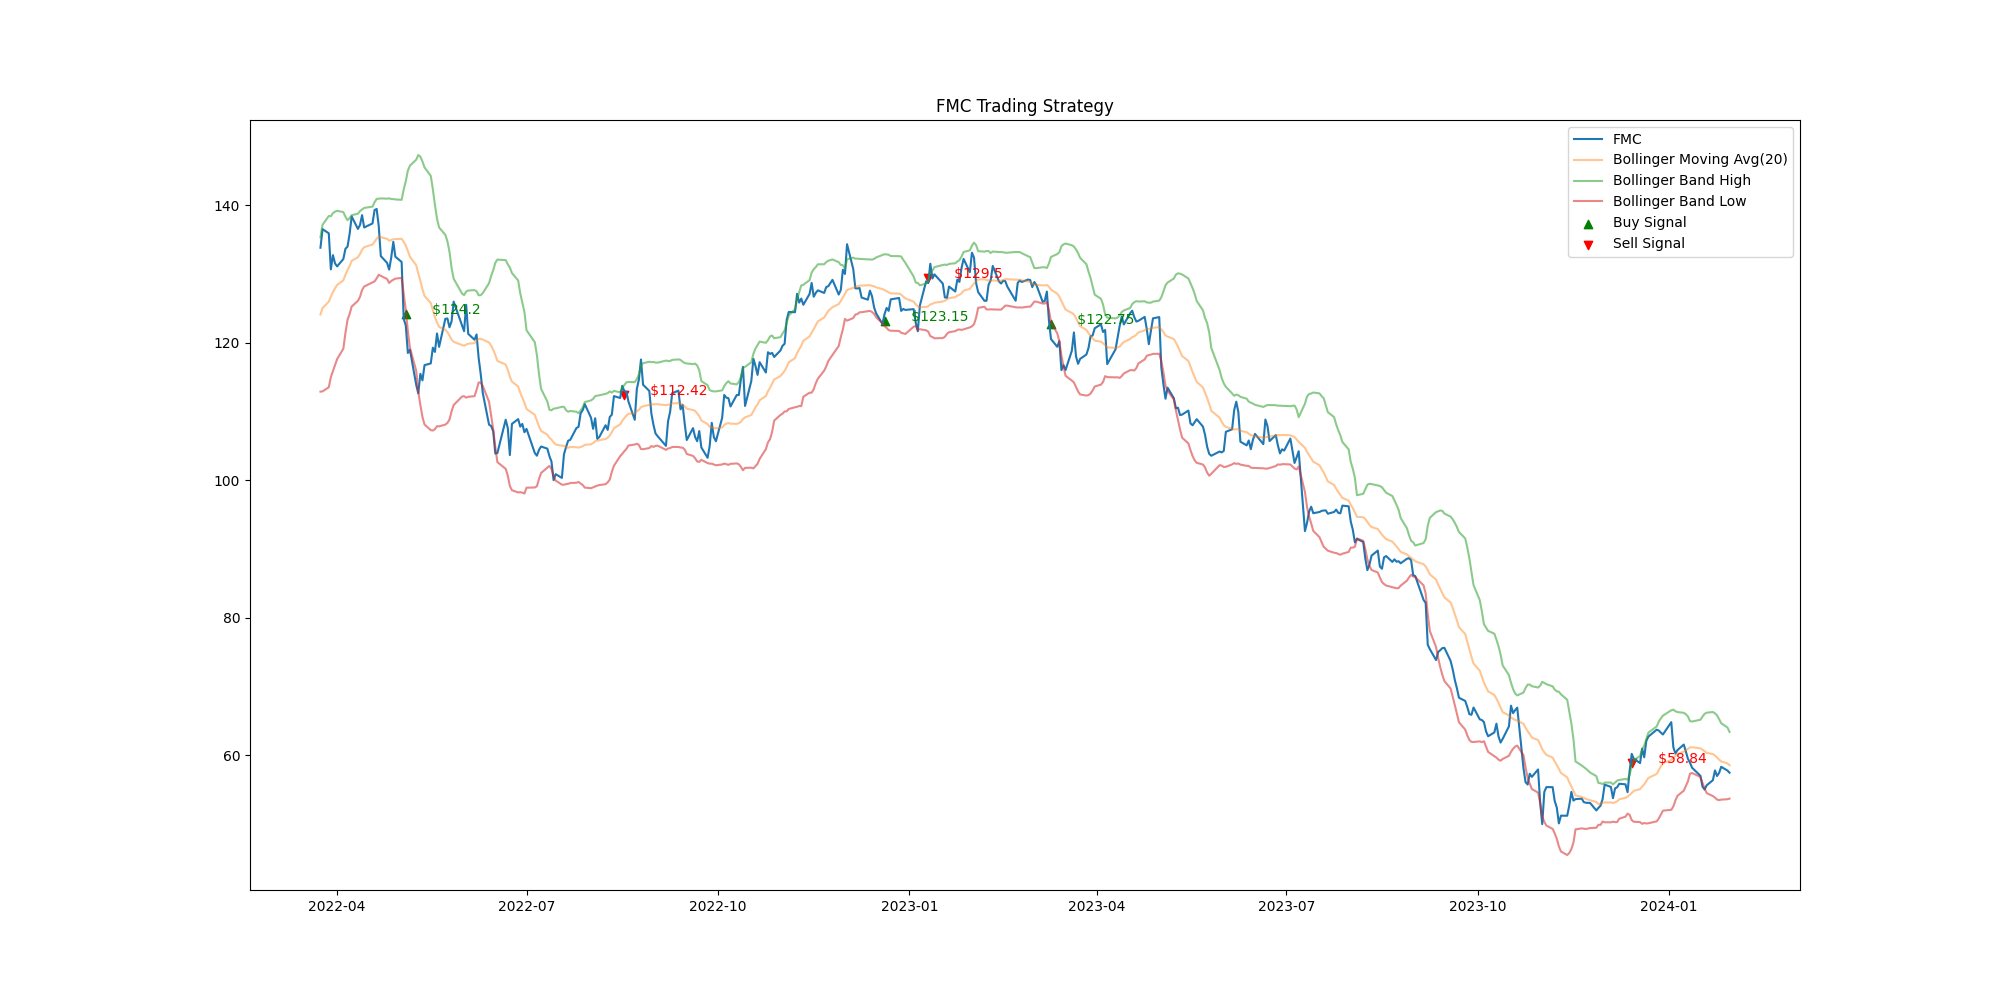 FMC Trading Strategy
FMC
Bollinger Moving Avg(20)
Bollinger Band High
Bollinger Band Low
Buy Signal
Sell Signal
140
120
100
80
60
$124.2
$112.42
$123.15
$129.5
$122.75
$58.84
2022-04
2022-07
2022-10
2023-01
2023-04
2023-07
2023-10
2024-01